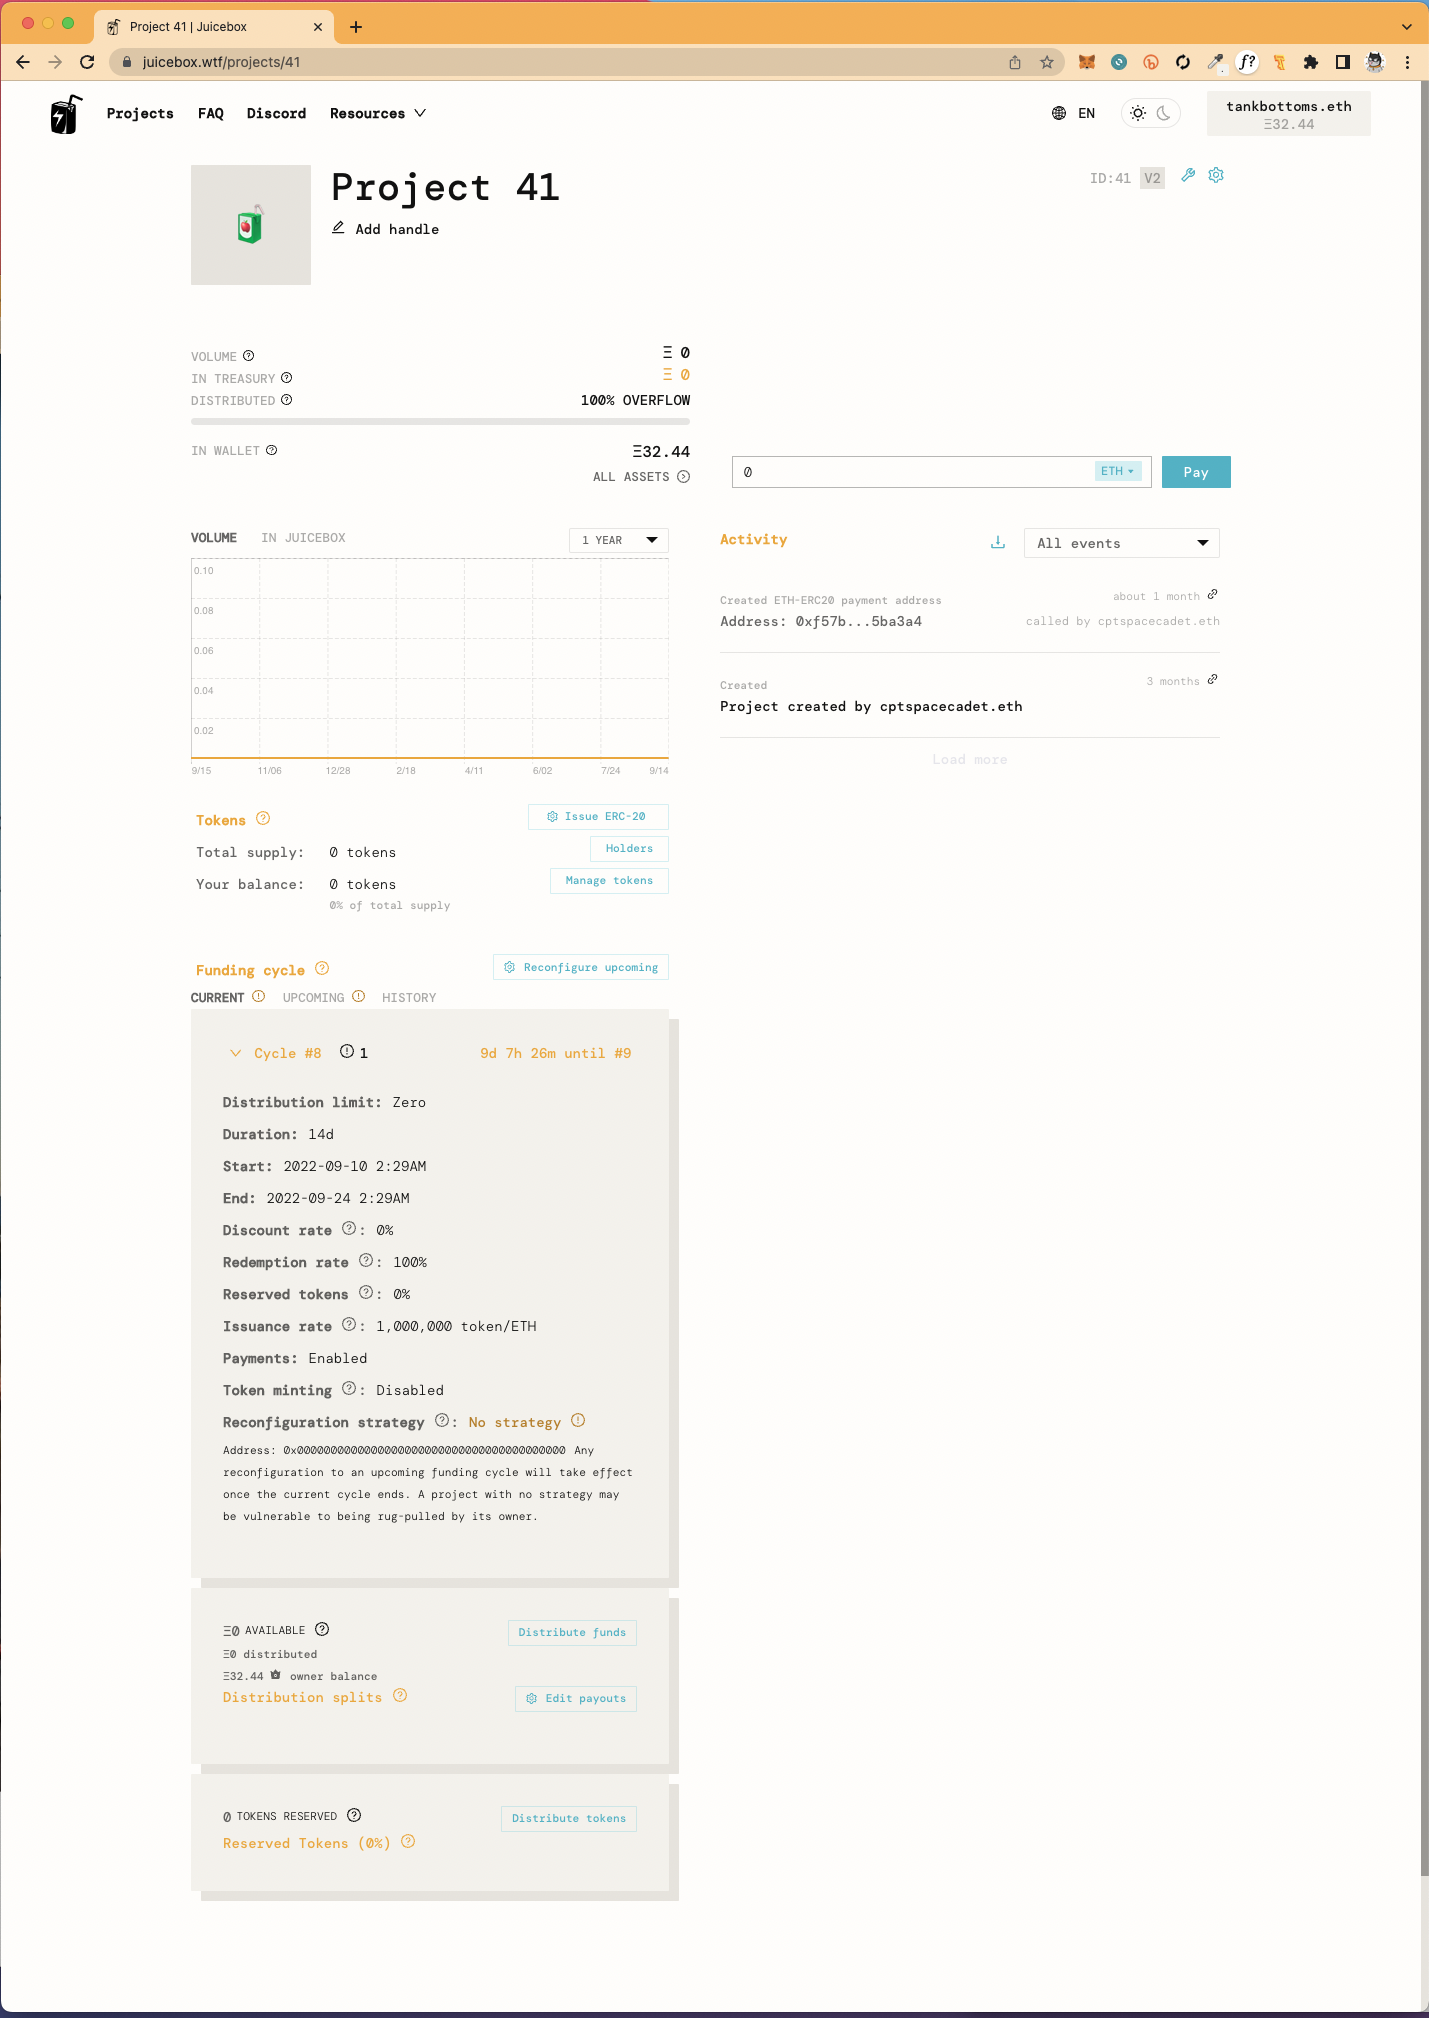 Project 41 | Juicebox
juicebox.wtf/projects/41
Projects FAQ Discord Resources EN tankbottoms.eth
Ξ32.44
Project 41
ID:41 V2
Add handle
VOLUME Ξ 0
IN TREASURY Ξ 0
DISTRIBUTED 100% OVERFLOW
IN WALLET Ξ32.44
ALL ASSETS
0 ETH Pay
VOLUME IN JUICEBOX 1 YEAR
0.10
0.08
0.06
0.04
0.02
9/15 11/06 12/28 2/18 4/11 6/02 7/24 9/14
Activity All events
Created ETH-ERC20 payment address about 1 month
Address: 0xf57b...5ba3a4 called by cptspacecadet.eth
Created 3 months
Project created by cptspacecadet.eth
Load more
Tokens Issue ERC-20
Total supply: 0 tokens Holders
Your balance: 0 tokens Manage tokens
0% of total supply
Funding cycle Reconfigure upcoming
CURRENT UPCOMING HISTORY
Cycle #8 1 9d 7h 26m until #9
Distribution limit: Zero
Duration: 14d
Start: 2022-09-10 2:29AM
End: 2022-09-24 2:29AM
Discount rate : 0%
Redemption rate : 100%
Reserved tokens : 0%
Issuance rate : 1,000,000 token/ETH
Payments: Enabled
Token minting : Disabled
Reconfiguration strategy : No strategy
Address: 0x0000000000000000000000000000000000000000 Any
reconfiguration to an upcoming funding cycle will take effect
once the current cycle ends. A project with no strategy may
be vulnerable to being rug-pulled by its owner.
Ξ0 AVAILABLE Distribute funds
Ξ0 distributed
Ξ32.44 owner balance
Distribution splits Edit payouts
0 TOKENS RESERVED Distribute tokens
Reserved Tokens (0%)